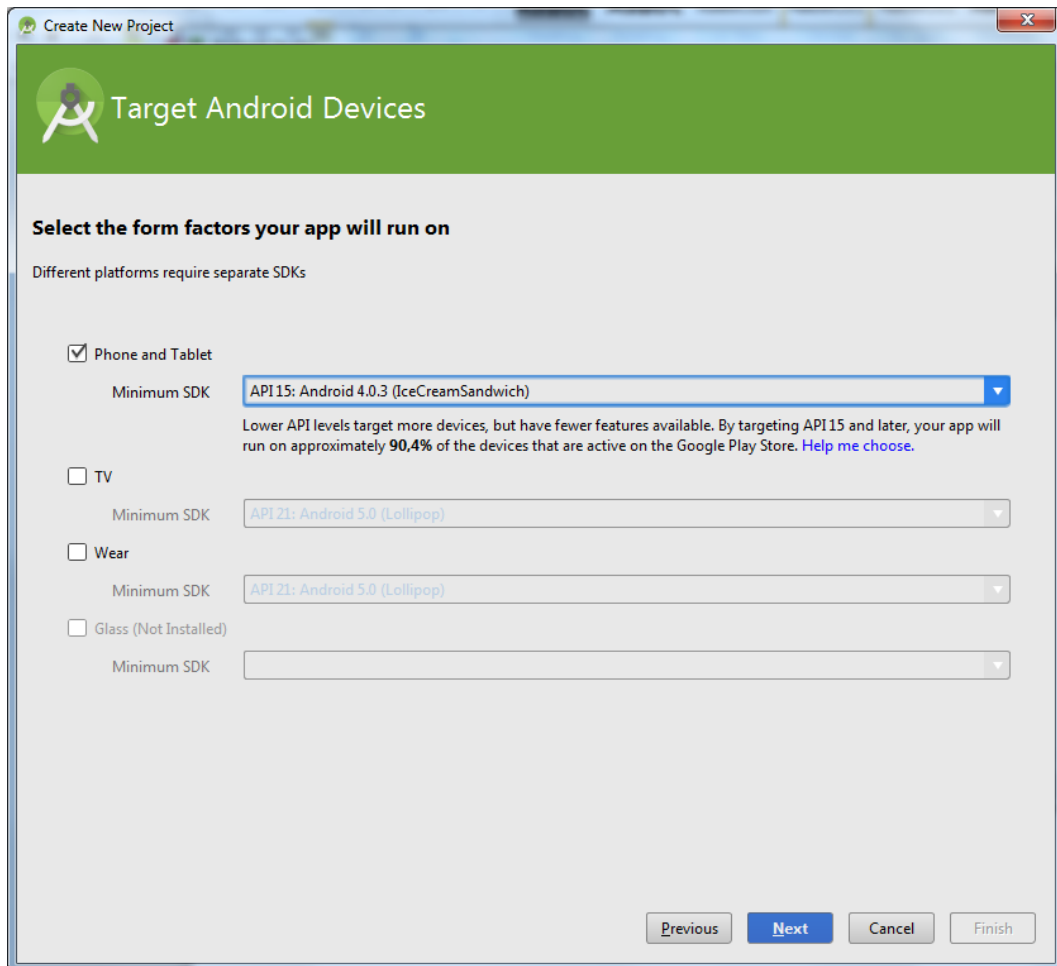 Create New Project
Target Android Devices
Select the form factors your app will run on
Different platforms require separate SDKs
Phone and Tablet
Minimum SDK
API 15: Android 4.0.3 (IceCreamSandwich)
Lower API levels target more devices, but have fewer features available. By targeting API 15 and later, your app will
run on approximately 90,4% of the devices that are active on the Google Play Store. Help me choose.
TV
Minimum SDK
API 21: Android 5.0 (Lollipop)
Wear
Minimum SDK
API 21: Android 5.0 (Lollipop)
Glass (Not Installed)
Minimum SDK
Previous
Next
Cancel
Finish